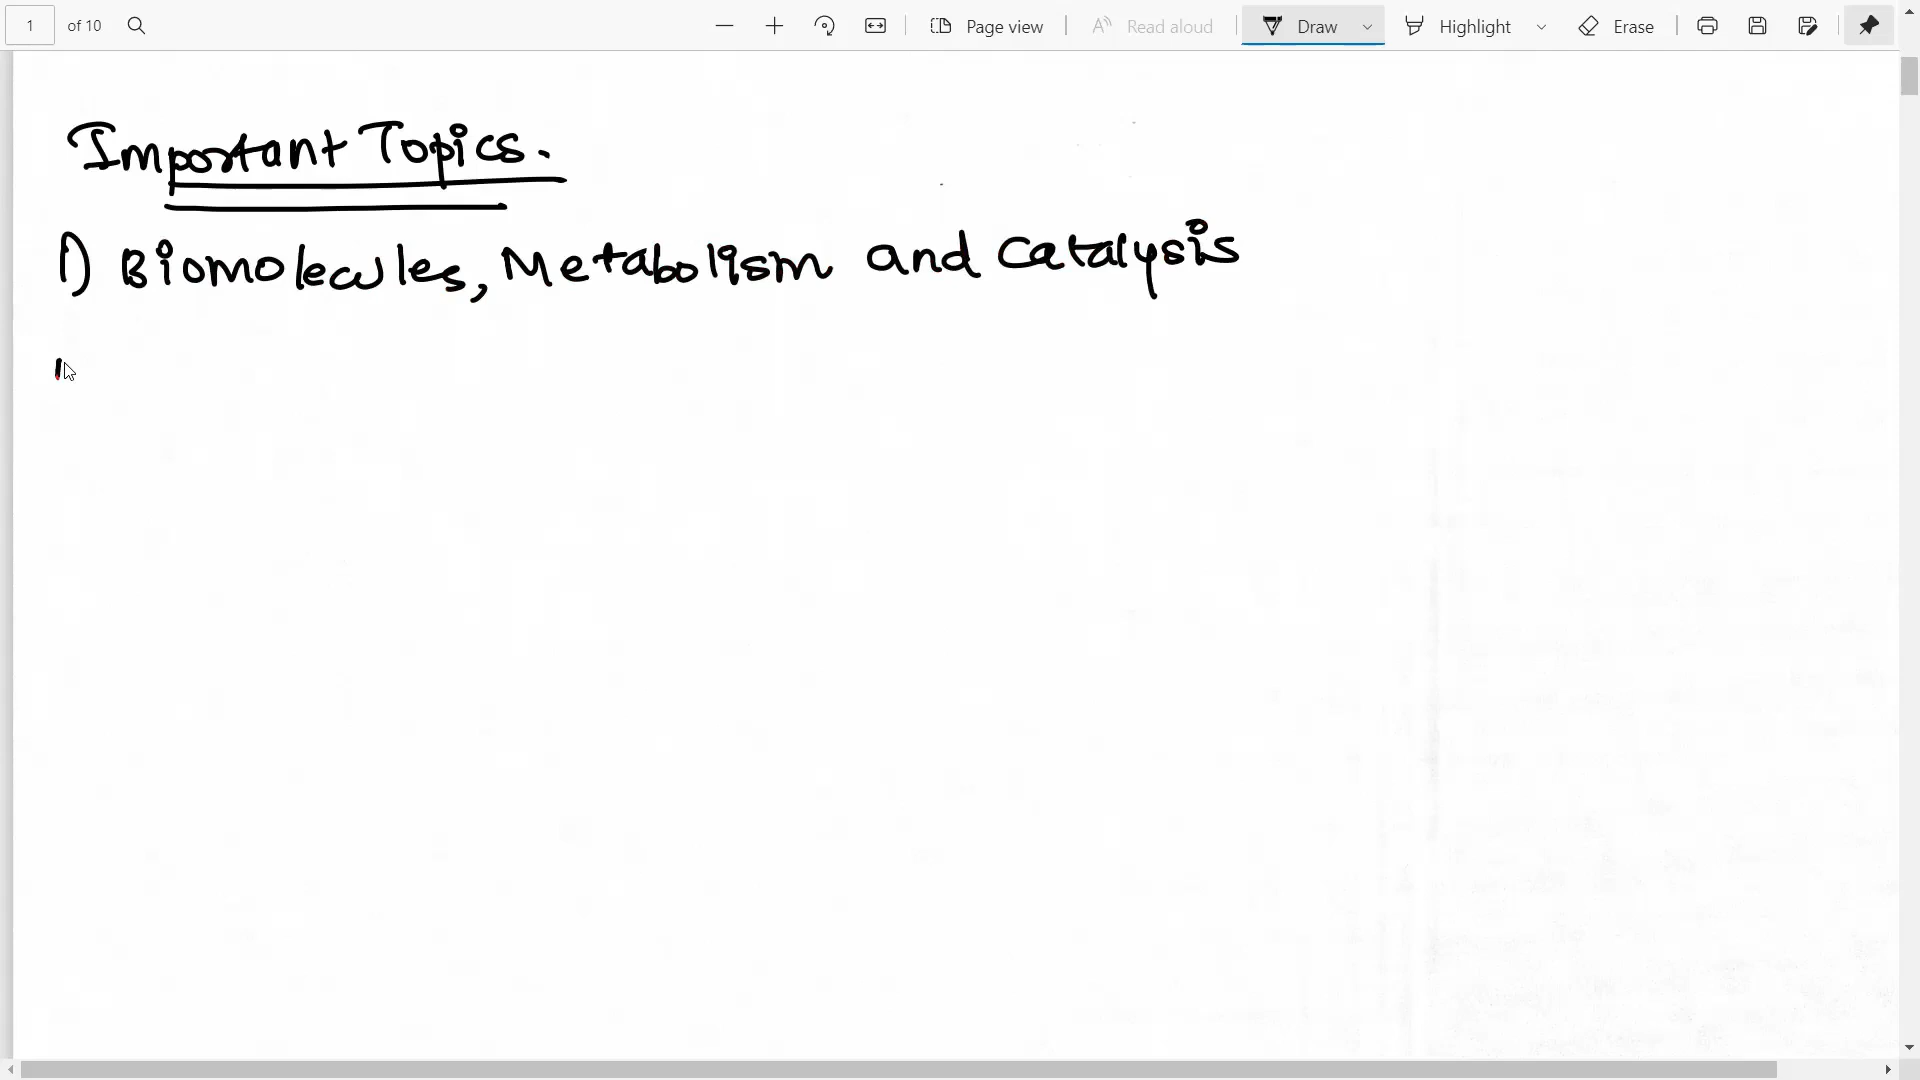 1 of 10 Page view Read aloud Draw Highlight Erase
Important Topics.
1) Biomolecules, Metabolism and Catalysis